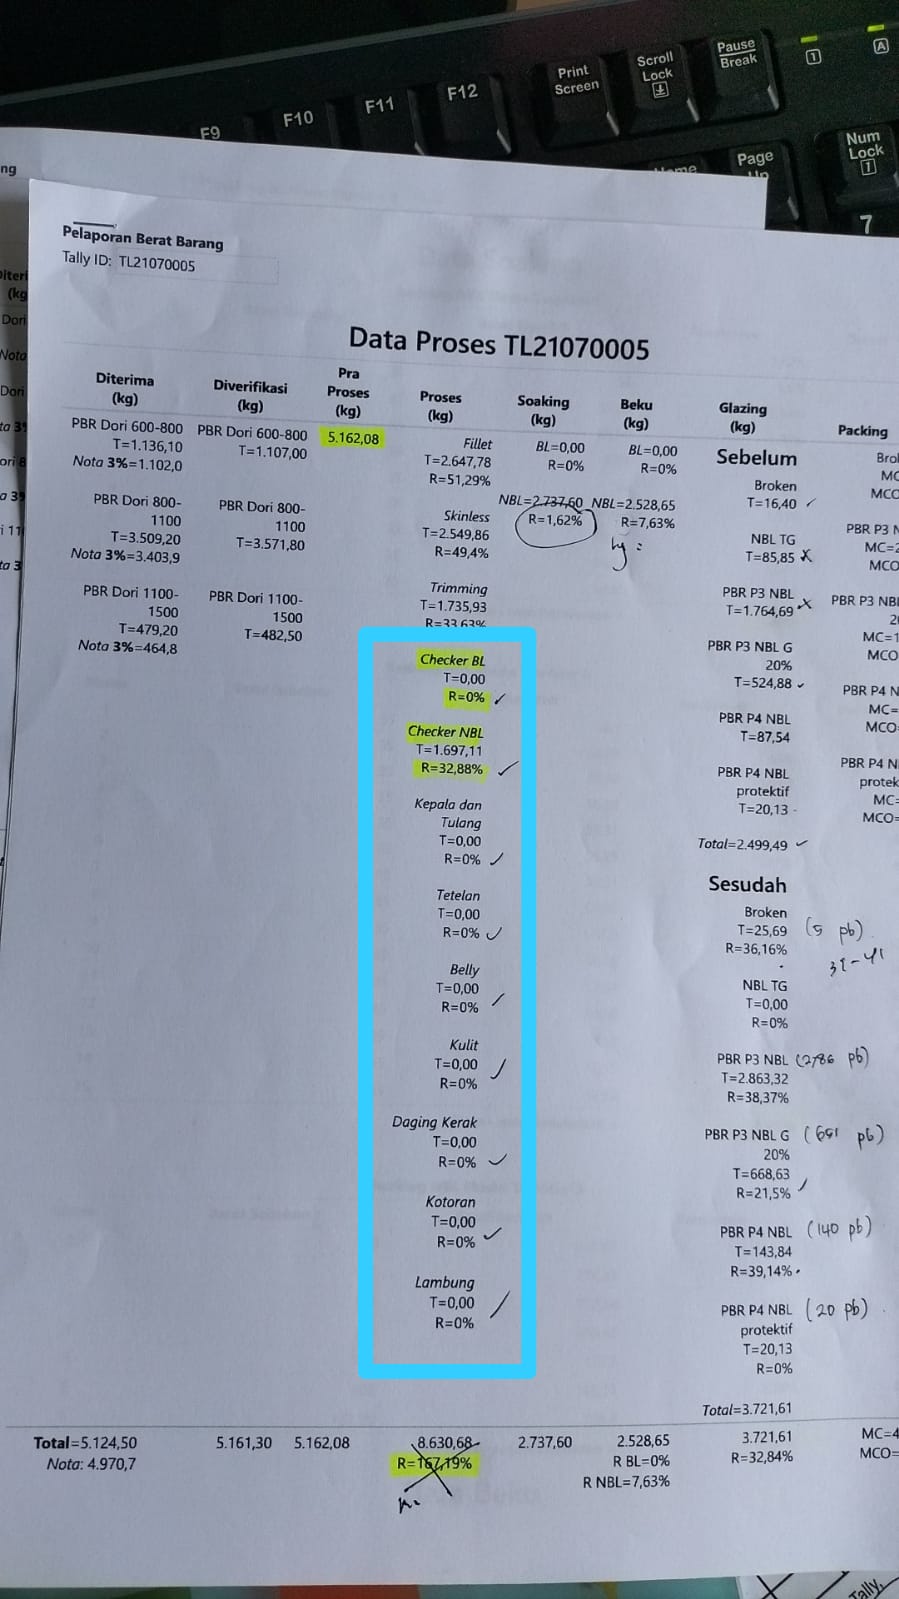 F9
F10
F11
F12
Print
Screen
Scroll
Lock
Pause
Break
1
A
Page
Num
Lock
1
7
ng
(kg
Dori
Nota
Dori
Pelaporan Berat Barang
Tally ID: TL21070005
Data Proses TL21070005
Diterima
(kg)
PBR Dori 600-800
T=1.136,10
Nota 3%=1.102,0
PBR Dori 800-
1100
T=3.509,20
Nota 3%=3.403,9
PBR Dori 1100-
1500
T=479,20
Nota 3%=464,8
Diverifikasi
(kg)
PBR Dori 600-800
T=1.107,00
PBR Dori 800-
1100
T=3.571,80
PBR Dori 1100-
1500
T=482,50
Pra
Proses
(kg)
5.162,08
Proses
(kg)
Fillet
T=2.647,78
R=51,29%
Skinless
T=2.549,86
R=49,4%
Trimming
T=1.735,93
R=33,63%
Checker BL
T=0,00
R=0%
Checker NBL
T=1.697,11
R=32,88%
Kepala dan
Tulang
T=0,00
R=0%
Tetelan
T=0,00
R=0%
Belly
T=0,00
R=0%
Kulit
T=0,00
R=0%
Daging Kerak
T=0,00
R=0%
Kotoran
T=0,00
R=0%
Lambung
T=0,00
R=0%
Soaking
(kg)
BL=0,00
R=0%
NBL=2.737,60
R=1,62%
Beku
(kg)
BL=0,00
R=0%
NBL=2.528,65
R=7,63%
Glazing
(kg)
Sebelum
Broken
T=16,40
NBL TG
T=85,85
PBR P3 NBL
T=1.764,69
PBR P3 NBL G
20%
T=524,88
PBR P4 NBL
T=87,54
PBR P4 NBL
protektif
T=20,13
Total=2.499,49
Sesudah
Broken
T=25,69 (5 pb)
R=36,16%
NBL TG
T=0,00
R=0%
PBR P3 NBL (2786 pb)
T=2.863,32
R=38,37%
PBR P3 NBL G (651 pb)
20%
T=668,63
R=21,5%
PBR P4 NBL (140 pb)
T=143,84
R=39,14%
PBR P4 NBL (20 pb)
protektif
T=20,13
R=0%
Total=3.721,61
Packing
Bro
MC
MCO
PBR P3 N
MC=2
MCO
PBR P3 NBL
MC=1
MCO
PBR P4 N
MC=
MCO=
PBR P4 N
protek
MC=
MCO=
Total=5.124,50 5.161,30 5.162,08 8.630,68 2.737,60 2.528,65 3.721,61 MC=4
Nota: 4.970,7 R=167,19% R BL=0% R=32,84% MCO=
R NBL=7,63%
Tally,